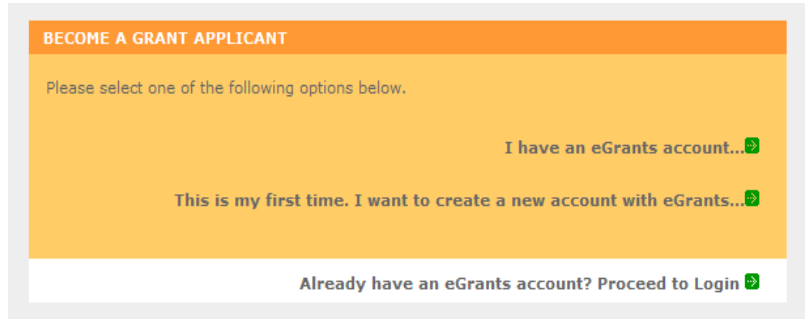 BECOME A GRANT APPLICANT
Please select one of the following options below.
I have an eGrants account...
This is my first time. I want to create a new account with eGrants...
Already have an eGrants account? Proceed to Login